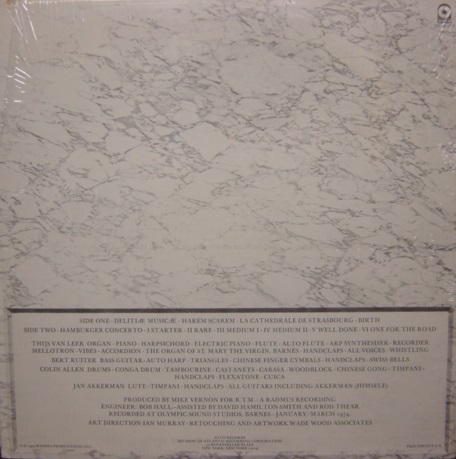 SIDE ONE · DELITIÆ MUSICÆ · HAREM SCAREM · LA CATHEDRALE DE STRASBOURG · BIRTH
SIDE TWO · HAMBURGER CONCERTO · I STARTER · II RARE · III MEDIUM I · IV MEDIUM II · V WELL DONE · VI ONE FOR THE ROAD
THIJS VAN LEER ORGAN · PIANO · HARPSICHORD · ELECTRIC PIANO · FLUTE · ALTO FLUTE · ARP SYNTHESISER · RECORDER
MELLOTRON · VIBES · ACCORDION · THE ORGAN OF ST. MARY THE VIRGIN, BARNES · HANDCLAPS · ALL VOICES · WHISTLING
BERT RUITER BASS GUITAR · AUTO HARP · TRIANGLES · CHINESE FINGER CYMBALS · HANDCLAPS · SWISS BELLS
COLIN ALLEN DRUMS · CONGA DRUM · TAMBOURINE · CASTANETS · CABASA · WOODBLOCK · CHINESE GONG · TIMPANI ·
HANDCLAPS · FLEXATONE · CUICA
JAN AKKERMAN LUTE · TIMPANI · HANDCLAPS · ALL GUITARS INCLUDING AKKERMAN (HIMSELF)
PRODUCED BY MIKE VERNON FOR R.T.M. · A RADMUS RECORDING
ENGINEER: BOB HALL · ASSISTED BY DAVID HAMILTON SMITH AND ROD THEAR
RECORDED AT OLYMPIC SOUND STUDIOS, BARNES · JANUARY/MARCH 1974
ART DIRECTION IAN MURRAY · RETOUCHING AND ARTWORK WADE WOOD ASSOCIATES